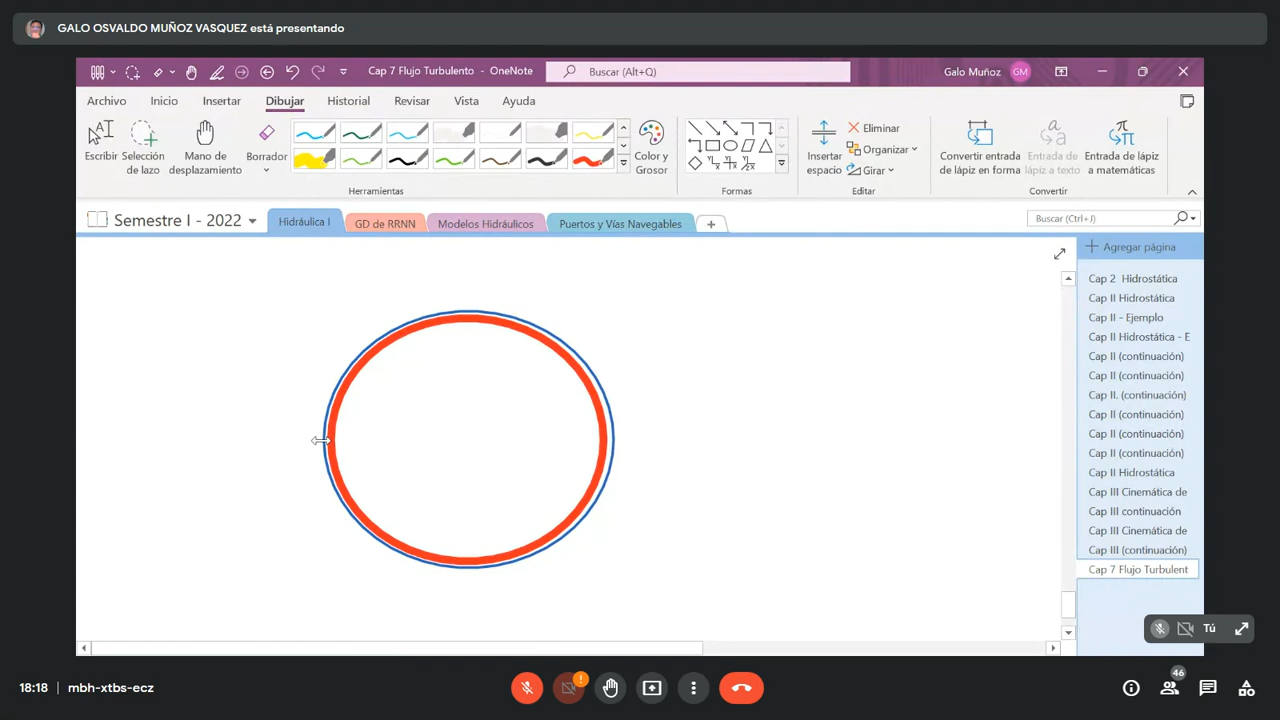 GALO OSVALDO MUÑOZ VASQUEZ está presentando
Cap 7 Flujo Turbulento - OneNote
Buscar (Alt+Q)
Galo Muñoz GM
Archivo Inicio Insertar Dibujar Historial Revisar Vista Ayuda
Escribir
Selección de lazo
Mano de desplazamiento
Borrador
Color y Grosor
Insertar espacio
Eliminar
Organizar
Girar
Convertir entrada de lápiz en forma
Entrada de lápiz a texto
Entrada de lápiz a matemáticas
Herramientas Formas Editar Convertir
Semestre I - 2022
Hidráulica I GD de RRNN Modelos Hidráulicos Puertos y Vías Navegables
Buscar (Ctrl+J)
Agregar página
Cap 2 Hidrostática
Cap II Hidrostática
Cap II - Ejemplo
Cap II Hidrostática - E
Cap II (continuación)
Cap II (continuación)
Cap II. (continuación)
Cap II (continuación)
Cap II (continuación)
Cap II (continuación)
Cap II Hidrostática
Cap III Cinemática de
Cap III continuación
Cap III Cinemática de
Cap III (continuación)
Cap 7 Flujo Turbulent
Tú
18:18 mbh-xtbs-ecz
46